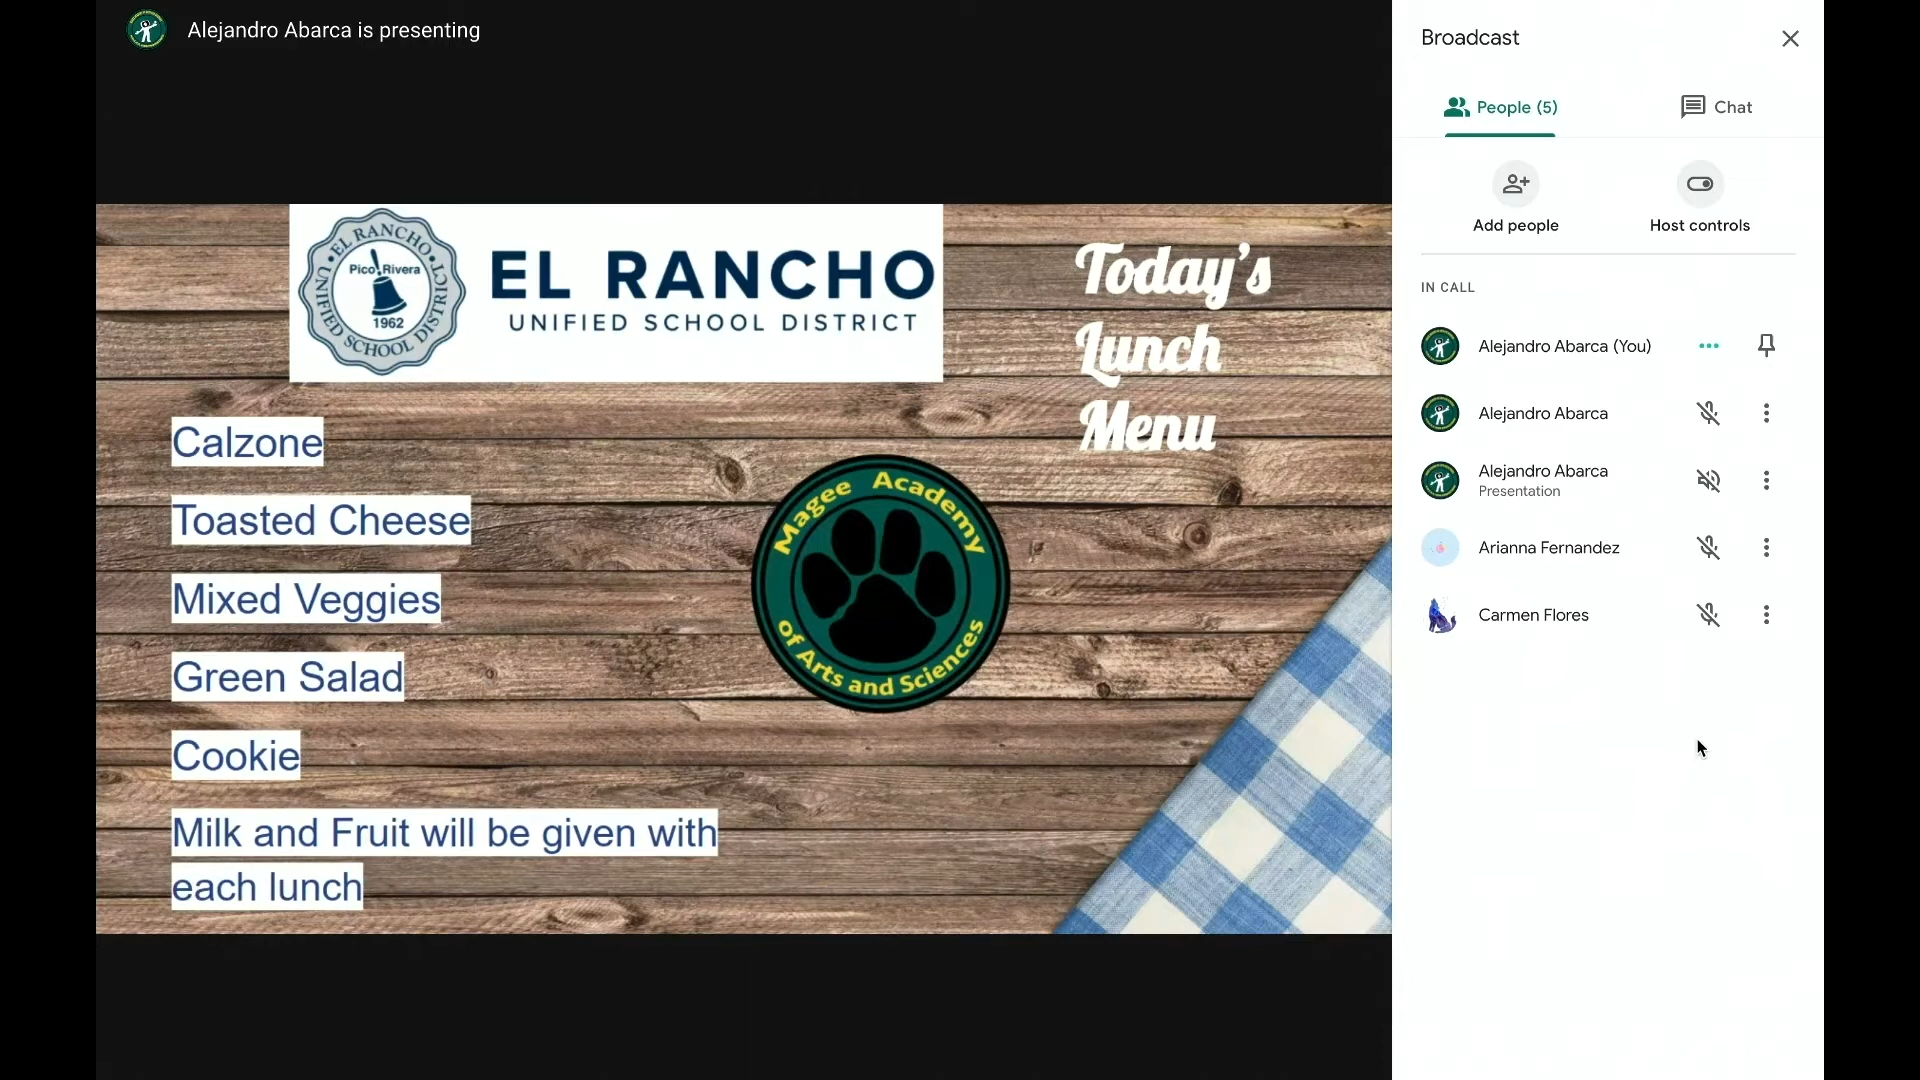 Alejandro Abarca is presenting
EL RANCHO
UNIFIED SCHOOL DISTRICT
Pico Rivera
1962
EL RANCHO
UNIFIED SCHOOL DISTRICT
Today's
Lunch
Menu
Calzone
Toasted Cheese
Mixed Veggies
Green Salad
Cookie
Milk and Fruit will be given with
each lunch
Magee Academy
of Arts and Sciences
Broadcast
People (5)
Chat
Add people
Host controls
IN CALL
Alejandro Abarca (You)
Alejandro Abarca
Alejandro Abarca
Presentation
Arianna Fernandez
Carmen Flores